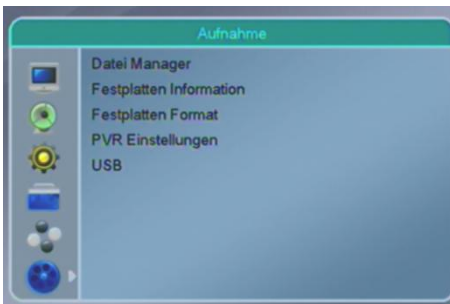 Aufnahme
Datei Manager
Festplatten Information
Festplatten Format
PVR Einstellungen
USB